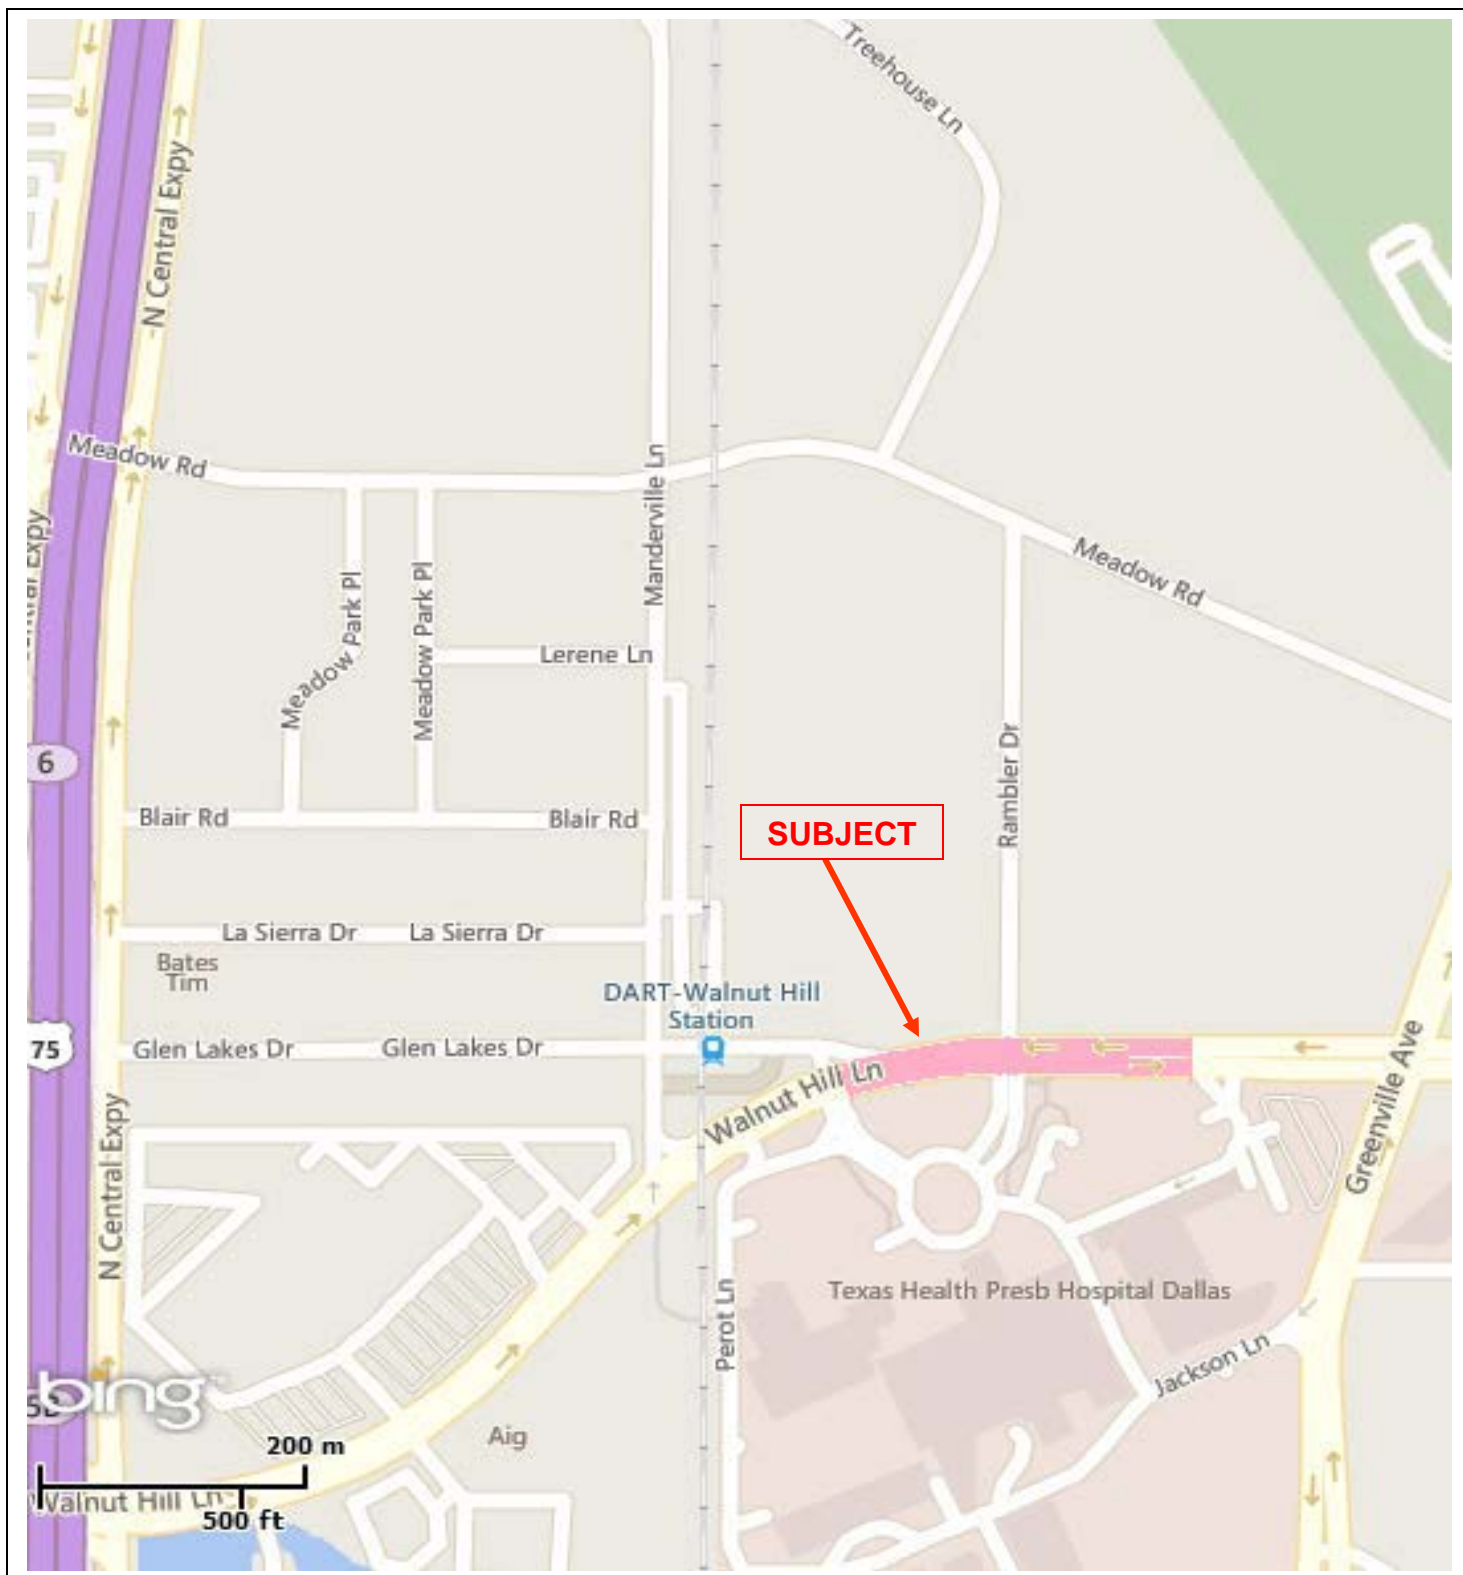 Treehouse Ln
N Central Expy
Meadow Rd
Manderville Ln
Meadow Rd
Meadow Park Pl
Meadow Park Pl
Lerene Ln
Rambler Dr
6
Blair Rd
Blair Rd
SUBJECT
La Sierra Dr
La Sierra Dr
Bates
Tim
DART-Walnut Hill
Station
75
Glen Lakes Dr
Glen Lakes Dr
Walnut Hill Ln
Greenville Ave
N Central Expy
Texas Health Presb Hospital Dallas
Perot Ln
Jackson Ln
bing
Aig
200 m
500 ft
Walnut Hill Ln